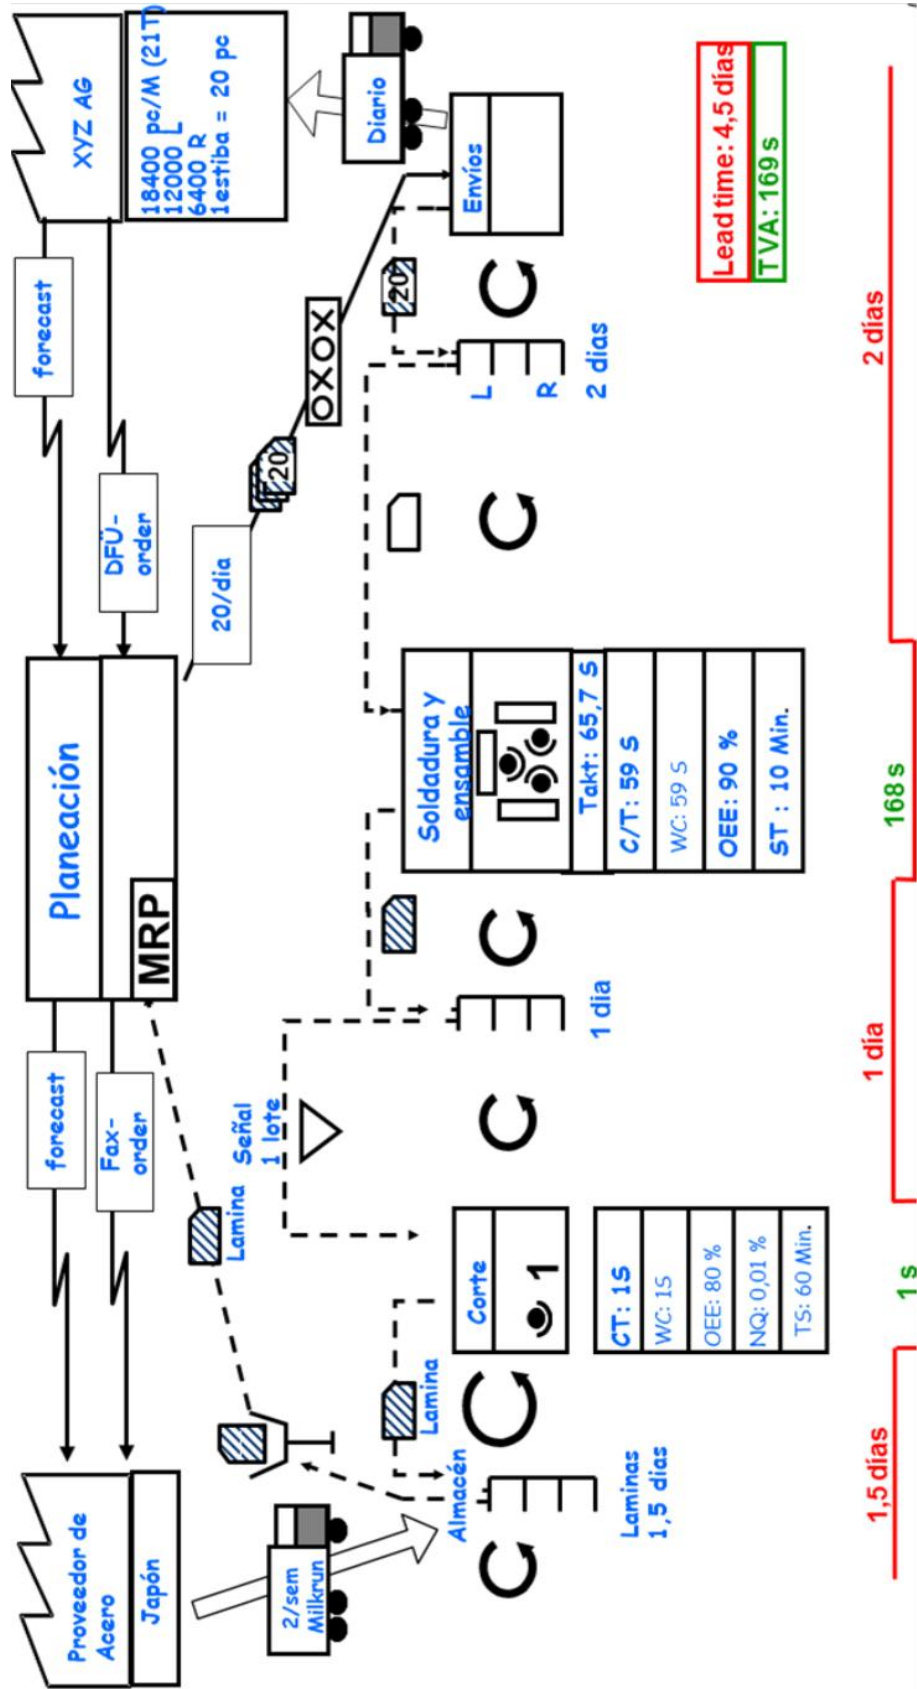 Proveedor de
Acero
Japón
forecast
Fax-
order
Planeación
MRP
forecast
DFÜ-
order
XYZ AG
18400 pc/M (21T)
12000 L
6400 R
1estiba = 20 pc
2/sem
Milkrun
Lamina
Señal
1 lote
20/dia
20
OXOX
Diario
Almacén
Laminas
1,5 dias
Lamina
Corte
1
CT: 1S
WC: 1S
OEE: 80 %
NQ: 0,01 %
TS: 60 Min.
1 dia
Soldadura y
ensamble
Takt: 65,7 S
C/T: 59 S
WC: 59 S
OEE: 90 %
ST : 10 Min.
L
R
2 dias
20
Envíos
Lead time: 4,5 días
TVA: 169 s
1,5 días
1 s
1 día
168 s
2 días